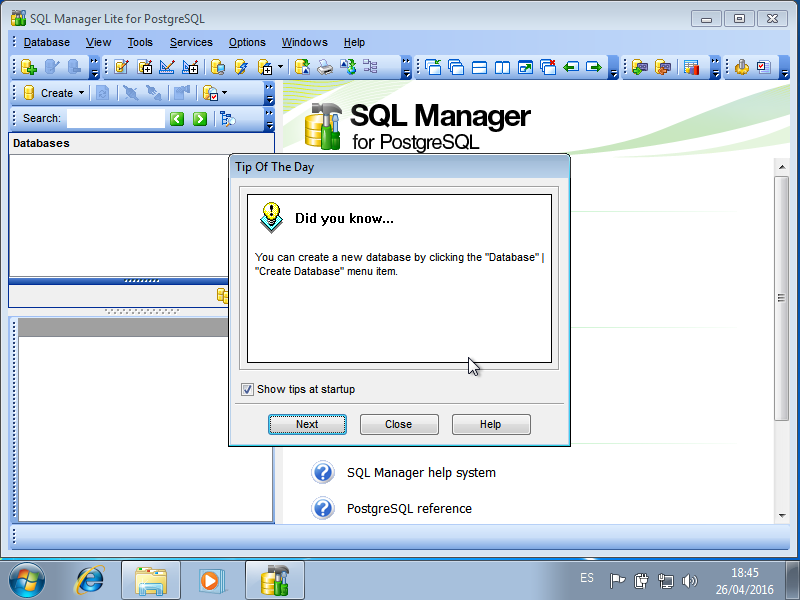 SQL Manager Lite for PostgreSQL
Database View Tools Services Options Windows Help
Create
Search:
Databases
SQL Manager
for PostgreSQL
Tip Of The Day
Did you know...
You can create a new database by clicking the "Database" |
"Create Database" menu item.
Show tips at startup
Next Close Help
SQL Manager help system
PostgreSQL reference
ES
18:45
26/04/2016